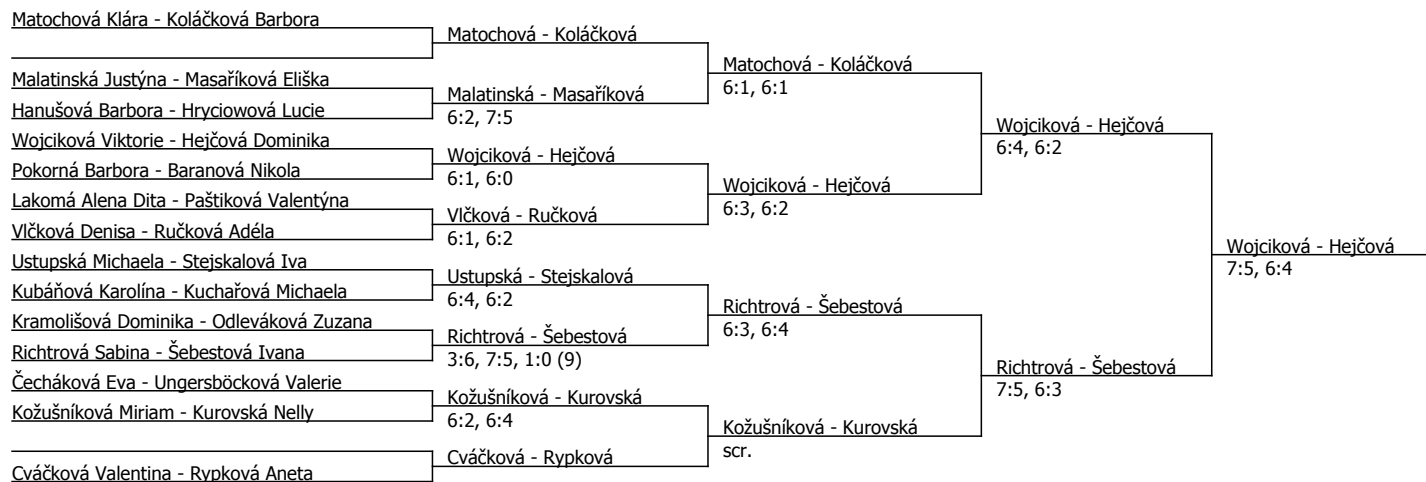 Matochová Klára - Koláčková Barbora
Matochová - Koláčková
Matochová - Koláčková
6:1, 6:1
Malatinská Justýna - Masaříková Eliška
Malatinská - Masaříková
6:2, 7:5
Hanušová Barbora - Hryciowová Lucie
Wojciková - Hejčová
6:4, 6:2
Wojciková Viktorie - Hejčová Dominika
Wojciková - Hejčová
6:1, 6:0
Pokorná Barbora - Baranová Nikola
Wojciková - Hejčová
6:3, 6:2
Lakomá Alena Dita - Paštiková Valentýna
Vlčková - Ručková
6:1, 6:2
Vlčková Denisa - Ručková Adéla
Wojciková - Hejčová
7:5, 6:4
Ustupská Michaela - Stejskalová Iva
Ustupská - Stejskalová
6:4, 6:2
Kubáňová Karolína - Kuchařová Michaela
Richtrová - Šebestová
6:3, 6:4
Kramolišová Dominika - Odleváková Zuzana
Richtrová - Šebestová
3:6, 7:5, 1:0 (9)
Richtrová Sabina - Šebestová Ivana
Richtrová - Šebestová
7:5, 6:3
Čecháková Eva - Ungersböcková Valerie
Kožušníková - Kurovská
6:2, 6:4
Kožušníková Miriam - Kurovská Nelly
Kožušníková - Kurovská
scr.
Cváčková - Rypková
Cváčková Valentina - Rypková Aneta